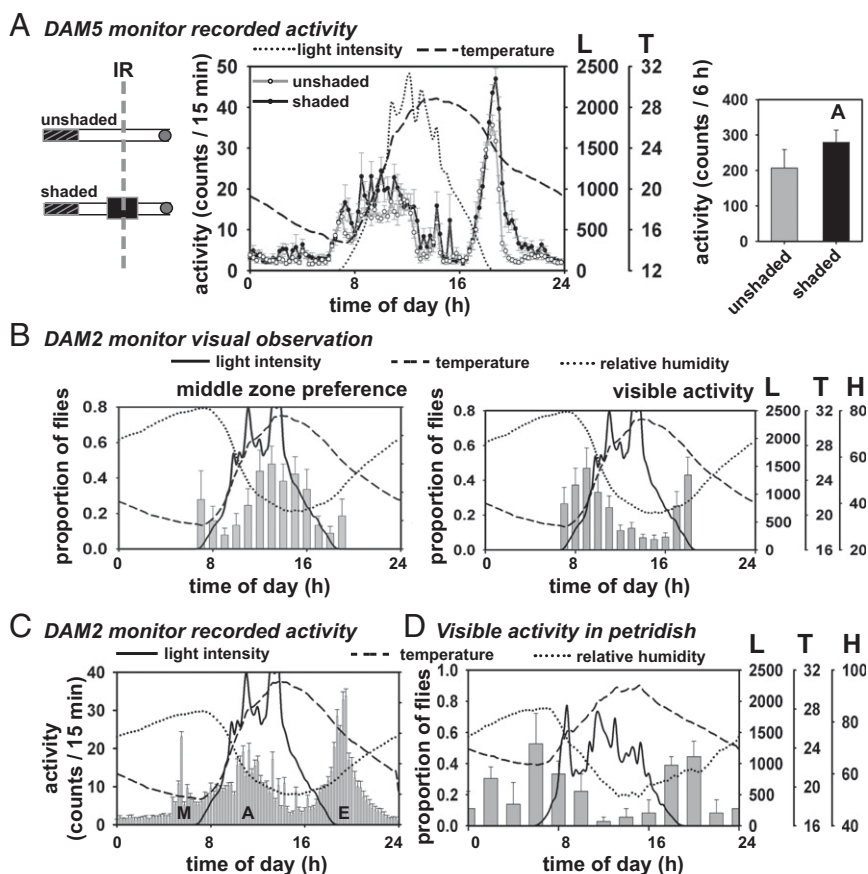 A DAM5 monitor recorded activity
IR
unshaded
shaded
light intensity
temperature
L
T
unshaded
shaded
activity (counts / 15 min)
50
40
30
20
10
0
0
8
16
24
time of day (h)
2500
2000
1500
1000
500
0
32
28
24
20
16
12
activity (counts / 6 h)
400
300
200
100
0
A
unshaded
shaded
B DAM2 monitor visual observation
light intensity
temperature
relative humidity
middle zone preference
visible activity
L
T
H
proportion of flies
0.8
0.6
0.4
0.2
0.0
0
8
16
24
time of day (h)
proportion of flies
0.8
0.6
0.4
0.2
0.0
0
8
16
24
time of day (h)
2500
2000
1500
1000
500
0
32
28
24
20
16
80
60
40
20
C DAM2 monitor recorded activity
light intensity
temperature
relative humidity
activity
(counts / 15 min)
40
30
20
10
0
M
A
E
0
8
16
24
time of day (h)
D Visible activity in petridish
L
T
H
proportion of flies
1.0
0.8
0.6
0.4
0.2
0.0
0
8
16
24
time of day (h)
2500
2000
1500
1000
500
0
32
28
24
20
16
100
80
60
40